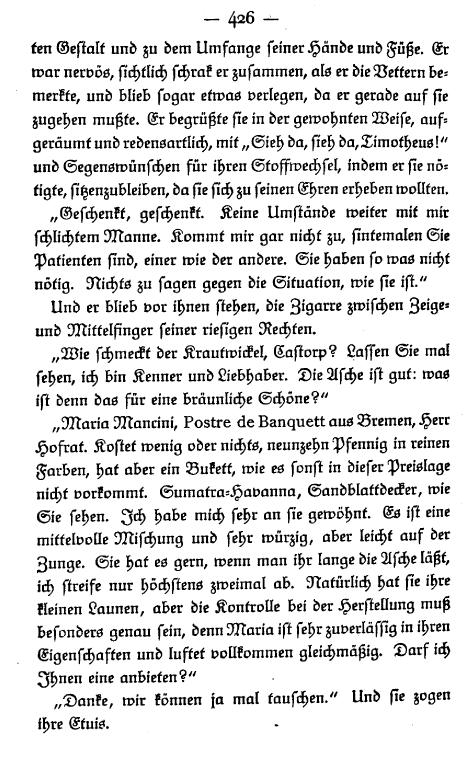 — 426 —
ten Gestalt und zu dem Umfange seiner Hände und Füße. Er
war nervös, sichtlich schrak er zusammen, als er die Vettern be-
merkte, und blieb sogar etwas verlegen, da er gerade auf sie
zugehen mußte. Er begrüßte sie in der gewohnten Weise, auf-
geräumt und redensartlich, mit „Sieh da, sieh da, Timotheus!“
und Segenswünschen für ihren Stoffwechsel, indem er sie nö-
tigte, sitzenzubleiben, da sie sich zu seinen Ehren erheben wollten.
„Geschenkt, geschenkt. Keine Umstände weiter mit mir
schlichtem Manne. Kommt mir gar nicht zu, sintemalen Sie
Patienten sind, einer wie der andere. Sie haben so was nicht
nötig. Nichts zu sagen gegen die Situation, wie sie ist.“
Und er blieb vor ihnen stehen, die Zigarre zwischen Zeige-
und Mittelfinger seiner riesigen Rechten.
„Wie schmeckt der Krautwickel, Castorp? Lassen Sie mal
sehen, ich bin Kenner und Liebhaber. Die Asche ist gut: was
ist denn das für eine bräunliche Schöne?“
„Maria Mancini, Postre de Banquett aus Bremen, Herr
Hofrat. Kostet wenig oder nichts, neunzehn Pfennig in reinen
Farben, hat aber ein Bukett, wie es sonst in dieser Preislage
nicht vorkommt. Sumatra-Havanna, Sandblattdecker, wie
Sie sehen. Ich habe mich sehr an sie gewöhnt. Es ist eine
mittelvolle Mischung und sehr würzig, aber leicht auf der
Zunge. Sie hat es gern, wenn man ihr lange die Asche läßt,
ich streife nur höchstens zweimal ab. Natürlich hat sie ihre
kleinen Launen, aber die Kontrolle bei der Herstellung muß
besonders genau sein, denn Maria ist sehr zuverlässig in ihren
Eigenschaften und luftet vollkommen gleichmäßig. Darf ich
Ihnen eine anbieten?“
„Danke, wir können ja mal tauschen.“ Und sie zogen
ihre Etuis.